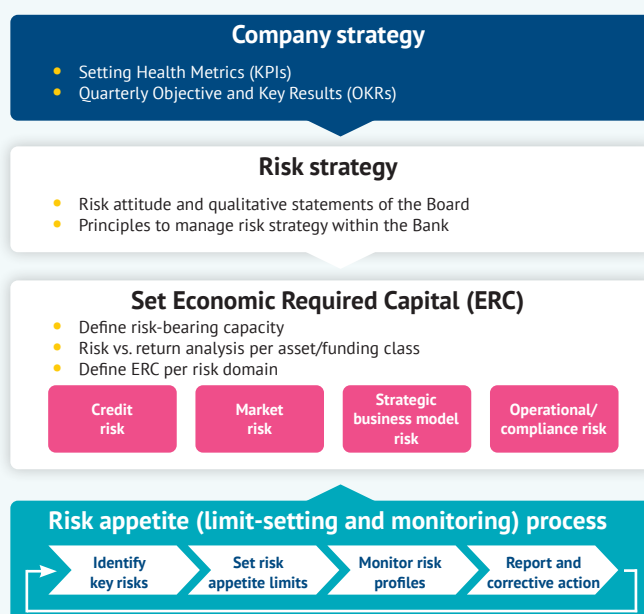 Company strategy
Setting Health Metrics (KPIs)
Quarterly Objective and Key Results (OKRs)
Risk strategy
Risk attitude and qualitative statements of the Board
Principles to manage risk strategy within the Bank
Set Economic Required Capital (ERC)
Define risk-bearing capacity
Risk vs. return analysis per asset/funding class
Define ERC per risk domain
Credit
risk
Market
risk
Strategic
business model
risk
Operational/
compliance risk
Risk appetite (limit-setting and monitoring) process
Identify
key risks
Set risk
appetite limits
Monitor risk
profiles
Report and
corrective action